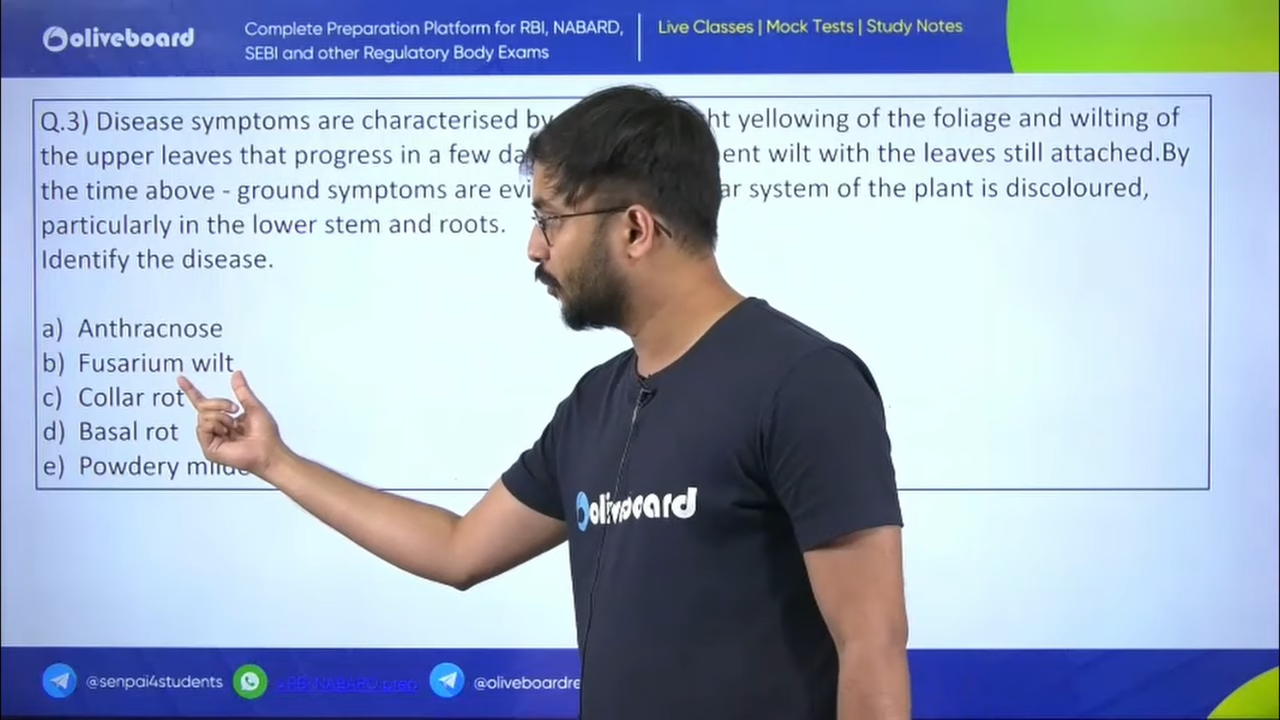 oliveboard
Complete Preparation Platform for RBI, NABARD,
SEBI and other Regulatory Body Exams
Live Classes | Mock Tests | Study Notes
Q.3) Disease symptoms are characterised by yellowing of the foliage and wilting of
the upper leaves that progress in a few wilt with the leaves still attached.By
the time above - ground symptoms are system of the plant is discoloured,
particularly in the lower stem and roots.
Identify the disease.
a) Anthracnose
b) Fusarium wilt
c) Collar rot
d) Basal rot
e) Powdery
oliveboard
@senpai4students
RBI NABARD prep